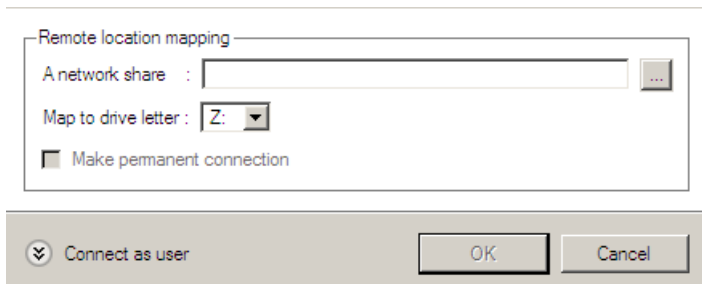 Remote location mapping
A network share : ...
Map to drive letter : Z:
Make permanent connection
Connect as user OK Cancel